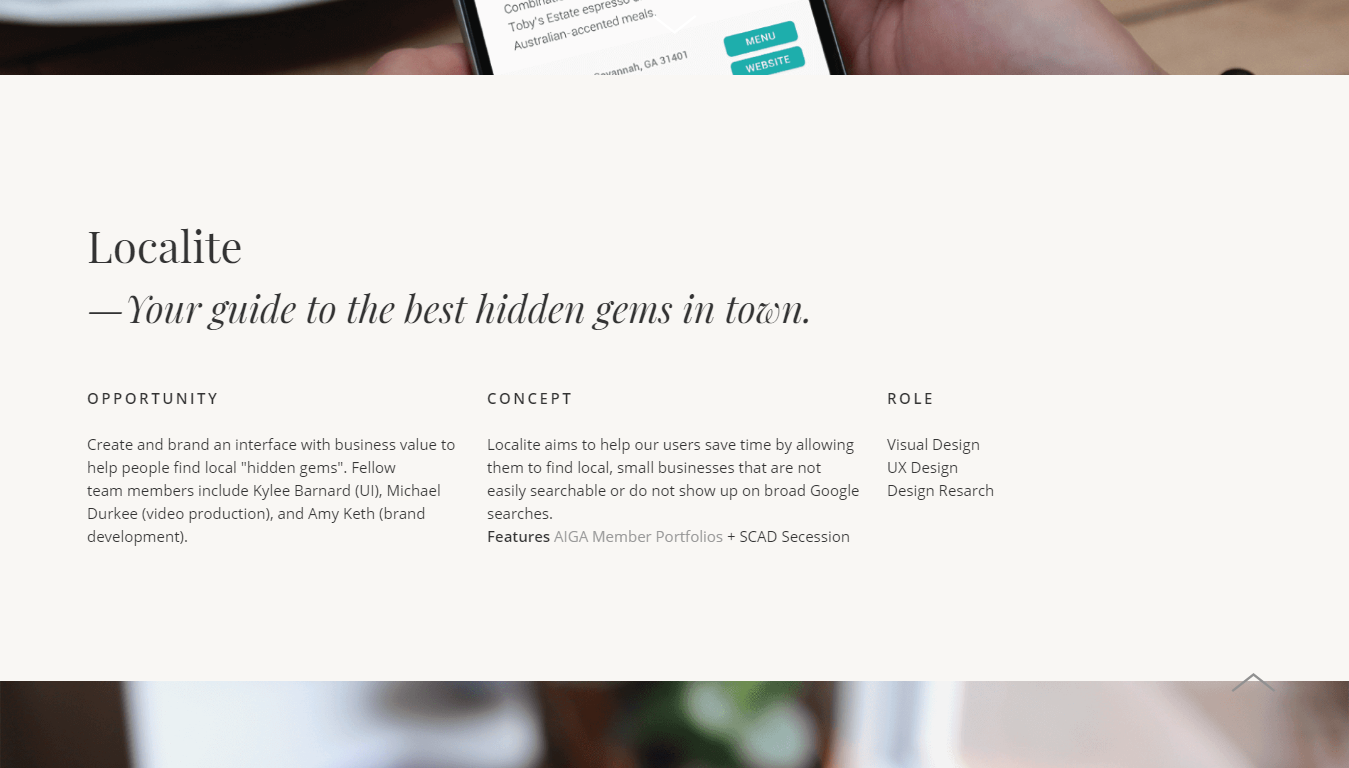 Toby's Estate espresso
Australian-accented meals.
MENU
Savannah, GA 31401
WEBSITE
Localite
—Your guide to the best hidden gems in town.
OPPORTUNITY
Create and brand an interface with business value to
help people find local "hidden gems". Fellow
team members include Kylee Barnard (UI), Michael
Durkee (video production), and Amy Keth (brand
development).
CONCEPT
Localite aims to help our users save time by allowing
them to find local, small businesses that are not
easily searchable or do not show up on broad Google
searches.
Features AIGA Member Portfolios + SCAD Secession
ROLE
Visual Design
UX Design
Design Resarch